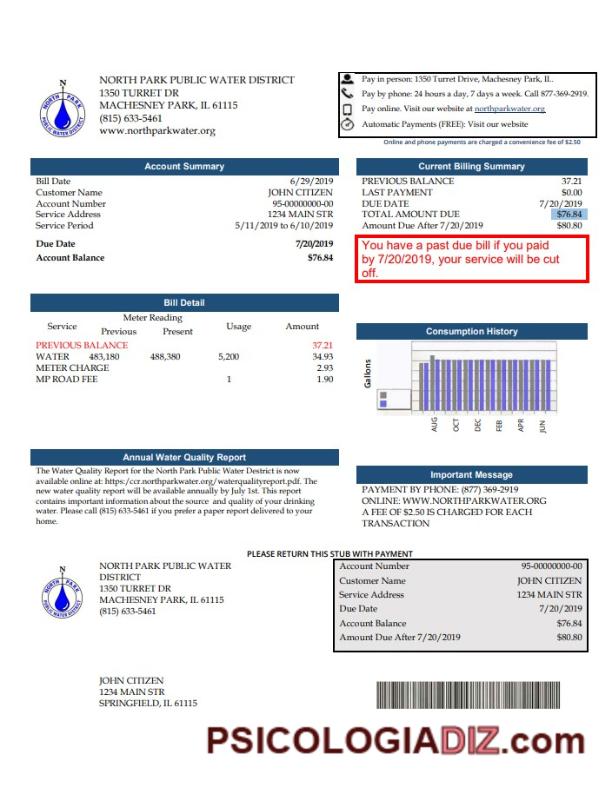 NORTH PARK PUBLIC WATER DISTRICT
1350 TURRET DR
MACHESNEY PARK, IL 61115
(815) 633-5461
www.northparkwater.org
N
NORTH PARK
PUBLIC WATER DISTRICT
Pay in person: 1350 Turret Drive, Machesney Park, IL.
Pay by phone: 24 hours a day, 7 days a week. Call 877-369-2919.
Pay online. Visit our website at northparkwater.org
Automatic Payments (FREE): Visit our website
Online and phone payments are charged a convenience fee of $2.50
Account Summary
Bill Date 6/29/2019
Customer Name JOHN CITIZEN
Account Number 95-00000000-00
Service Address 1234 MAIN STR
Service Period 5/11/2019 to 6/10/2019
Due Date 7/20/2019
Account Balance $76.84
Current Billing Summary
PREVIOUS BALANCE 37.21
LAST PAYMENT $0.00
DUE DATE 7/20/2019
TOTAL AMOUNT DUE $76.84
Amount Due After 7/20/2019 $80.80
You have a past due bill if you paid
by 7/20/2019, your service will be cut
off.
Bill Detail
Meter Reading
Service Previous Present Usage Amount
PREVIOUS BALANCE 37.21
WATER 483,180 488,380 5,200 34.93
METER CHARGE 2.93
MP ROAD FEE 1 1.90
Consumption History
Gallons
AUG OCT DEC FEB APR JUN
Annual Water Quality Report
The Water Quality Report for the North Park Public Water Destrict is now
available online at: https:/ccr.northparkwater.org/waterqualityreport.pdf. The
new water quality report will be available annually by July 1st. This report
contains important information about the source and quality of your drinking
water. Please call (815) 633-5461 if you prefer a paper report delivered to your
home.
Important Message
PAYMENT BY PHONE: (877) 369-2919
ONLINE: WWW.NORTHPARKWATER.ORG
A FEE OF $2.50 IS CHARGED FOR EACH
TRANSACTION
PLEASE RETURN THIS STUB WITH PAYMENT
N
NORTH PARK
PUBLIC WATER DISTRICT
NORTH PARK PUBLIC WATER
DISTRICT
1350 TURRET DR
MACHESNEY PARK, IL 61115
(815) 633-5461
Account Number 95-00000000-00
Customer Name JOHN CITIZEN
Service Address 1234 MAIN STR
Due Date 7/20/2019
Account Balance $76.84
Amount Due After 7/20/2019 $80.80
JOHN CITIZEN
1234 MAIN STR
SPRINGFIELD, IL 61115
PSICOLOGIADIZ.com